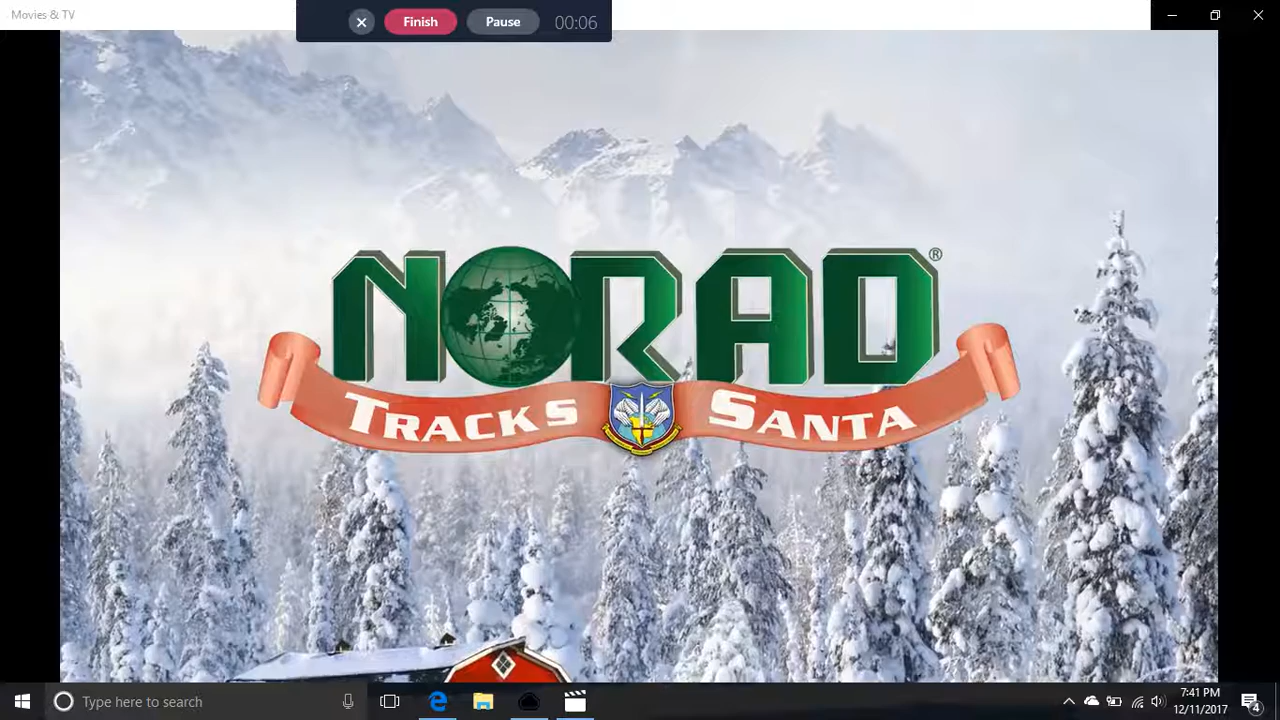 Movies & TV
Finish
Pause
00:06
NORAD®
TRACKS SANTA
Type here to search
7:41 PM
12/11/2017
4